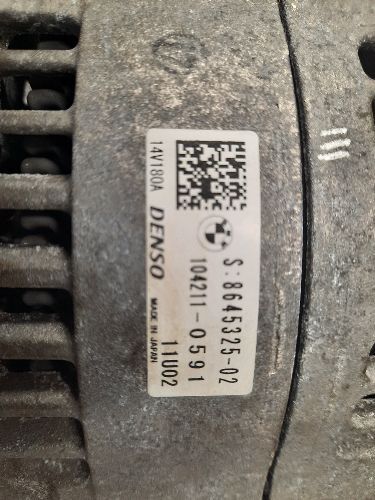 S:8645325-02
104211-0591
14V180A DENSO MADE IN JAPAN 11U02